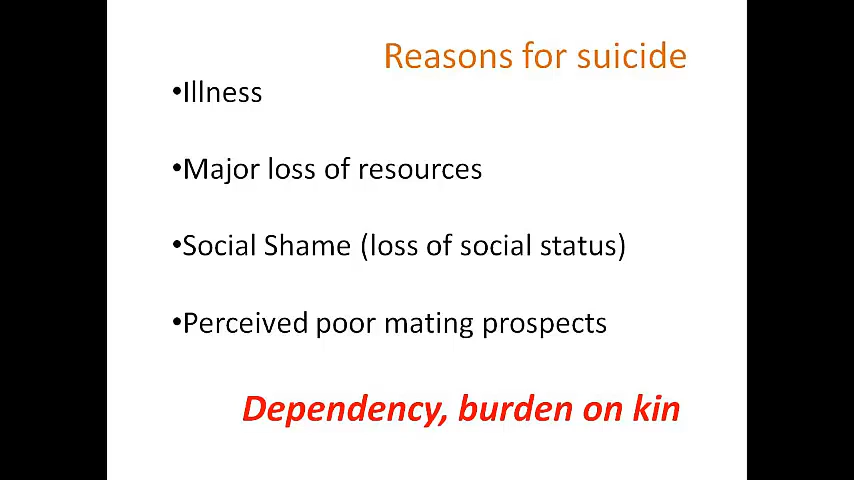 Reasons for suicide
•Illness
•Major loss of resources
•Social Shame (loss of social status)
•Perceived poor mating prospects
Dependency, burden on kin